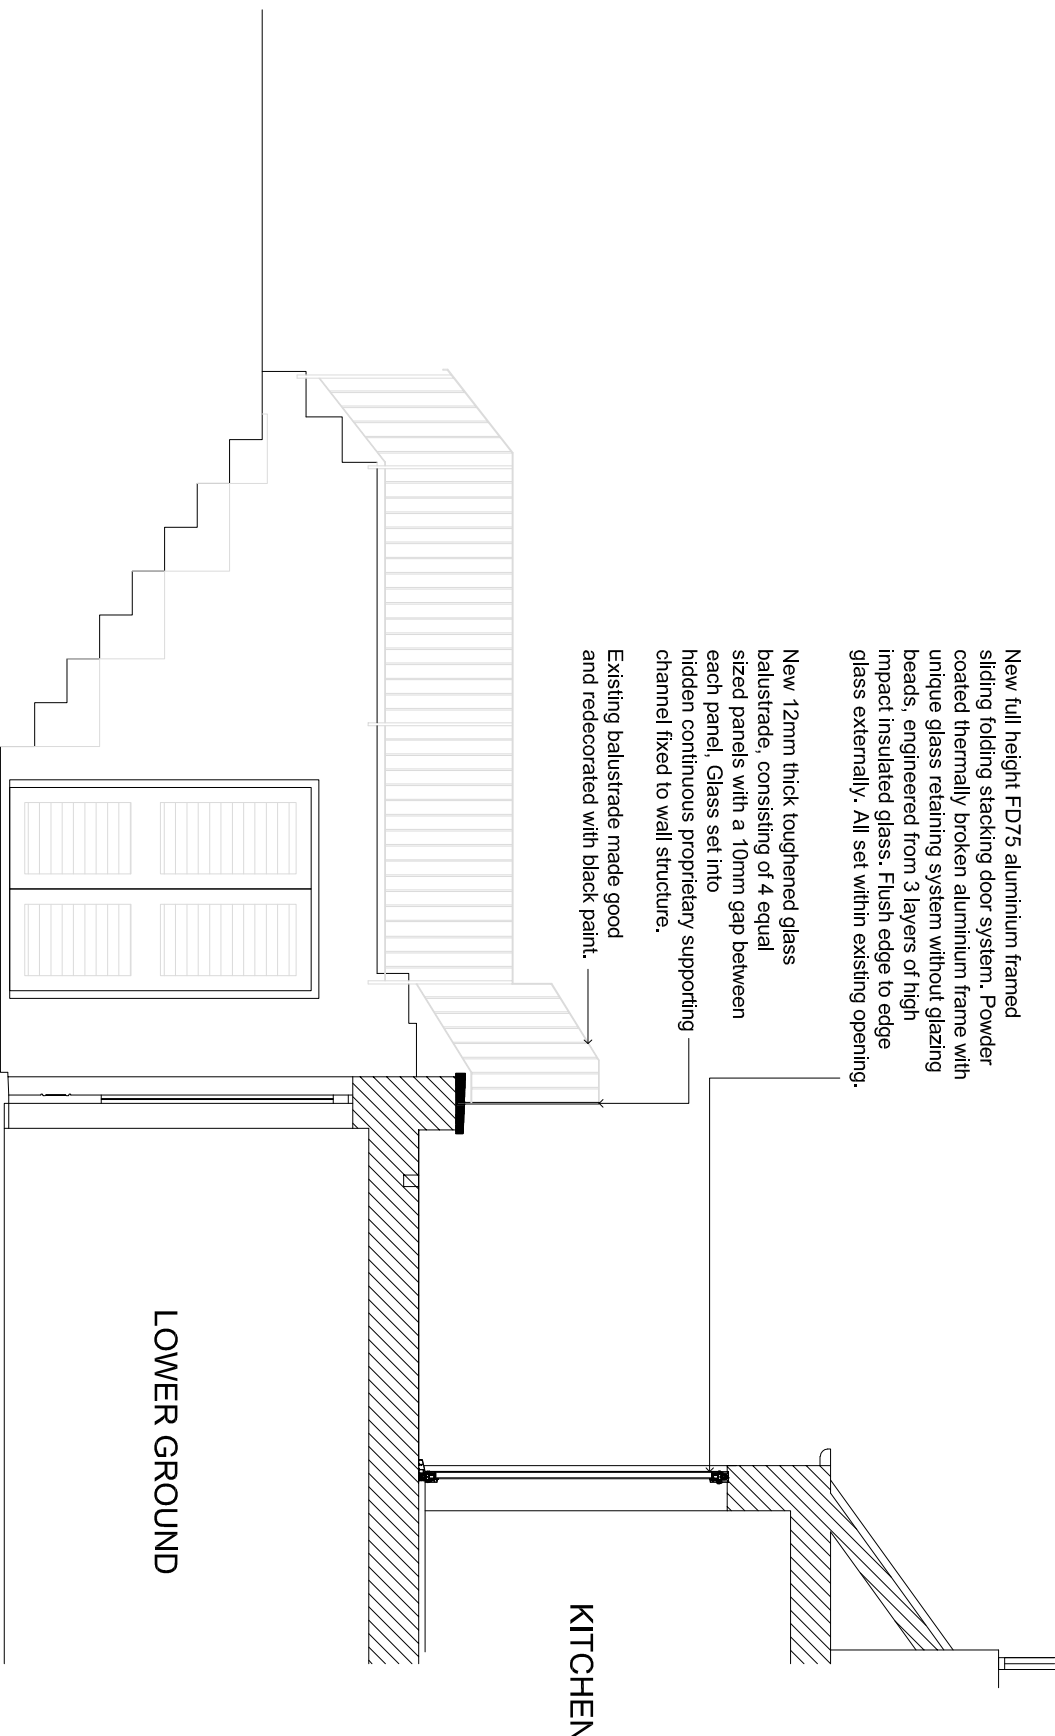 New full height FD75 aluminium framed
sliding folding stacking door system. Powder
coated thermally broken aluminium frame with
unique glass retaining system without glazing
beads, engineered from 3 layers of high
impact insulated glass. Flush edge to edge
glass externally. All set within existing opening.
New 12mm thick toughened glass
balustrade, consisting of 4 equal
sized panels with a 10mm gap between
each panel, Glass set into
hidden continuous proprietary supporting
channel fixed to wall structure.
Existing balustrade made good
and redecorated with black paint.
KITCHEN
LOWER GROUND